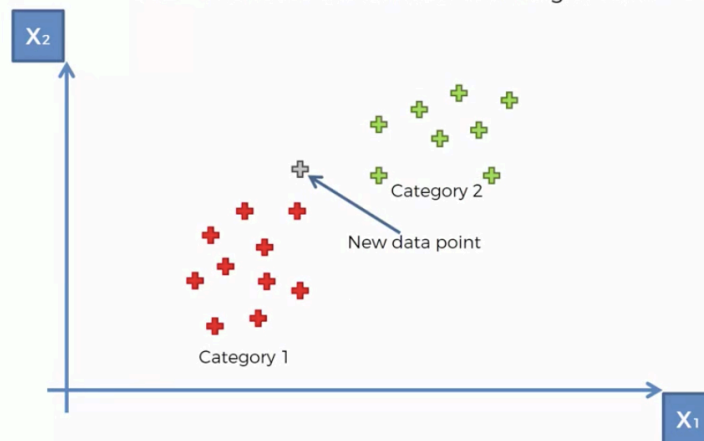 X₂
Category 2
New data point
Category 1
X₁